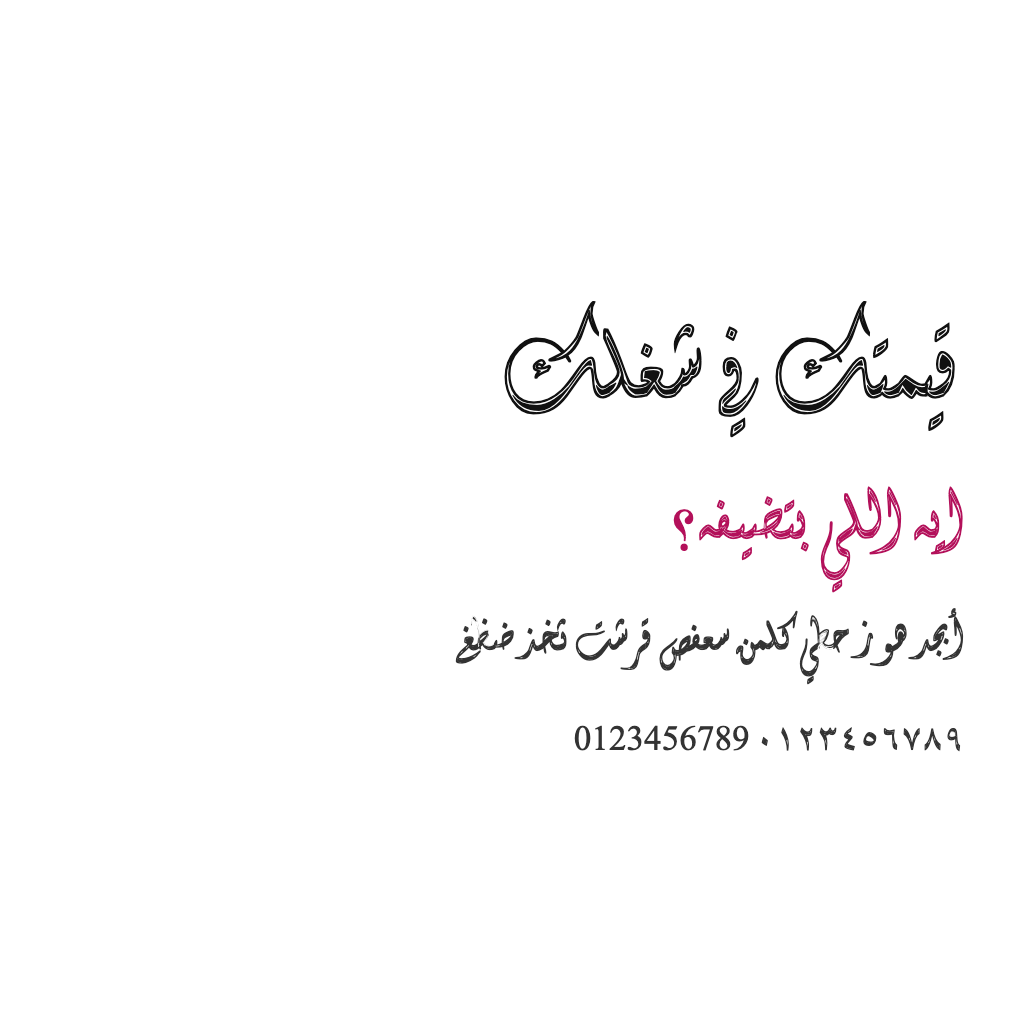 قيمتك في شغلك
ايه اللي بتضيفه؟
أبجد هوز حطي كلمن سعفص قرشت ثخذ ضظغ
0123456789 ٠١٢٣٤٥٦٧٨٩